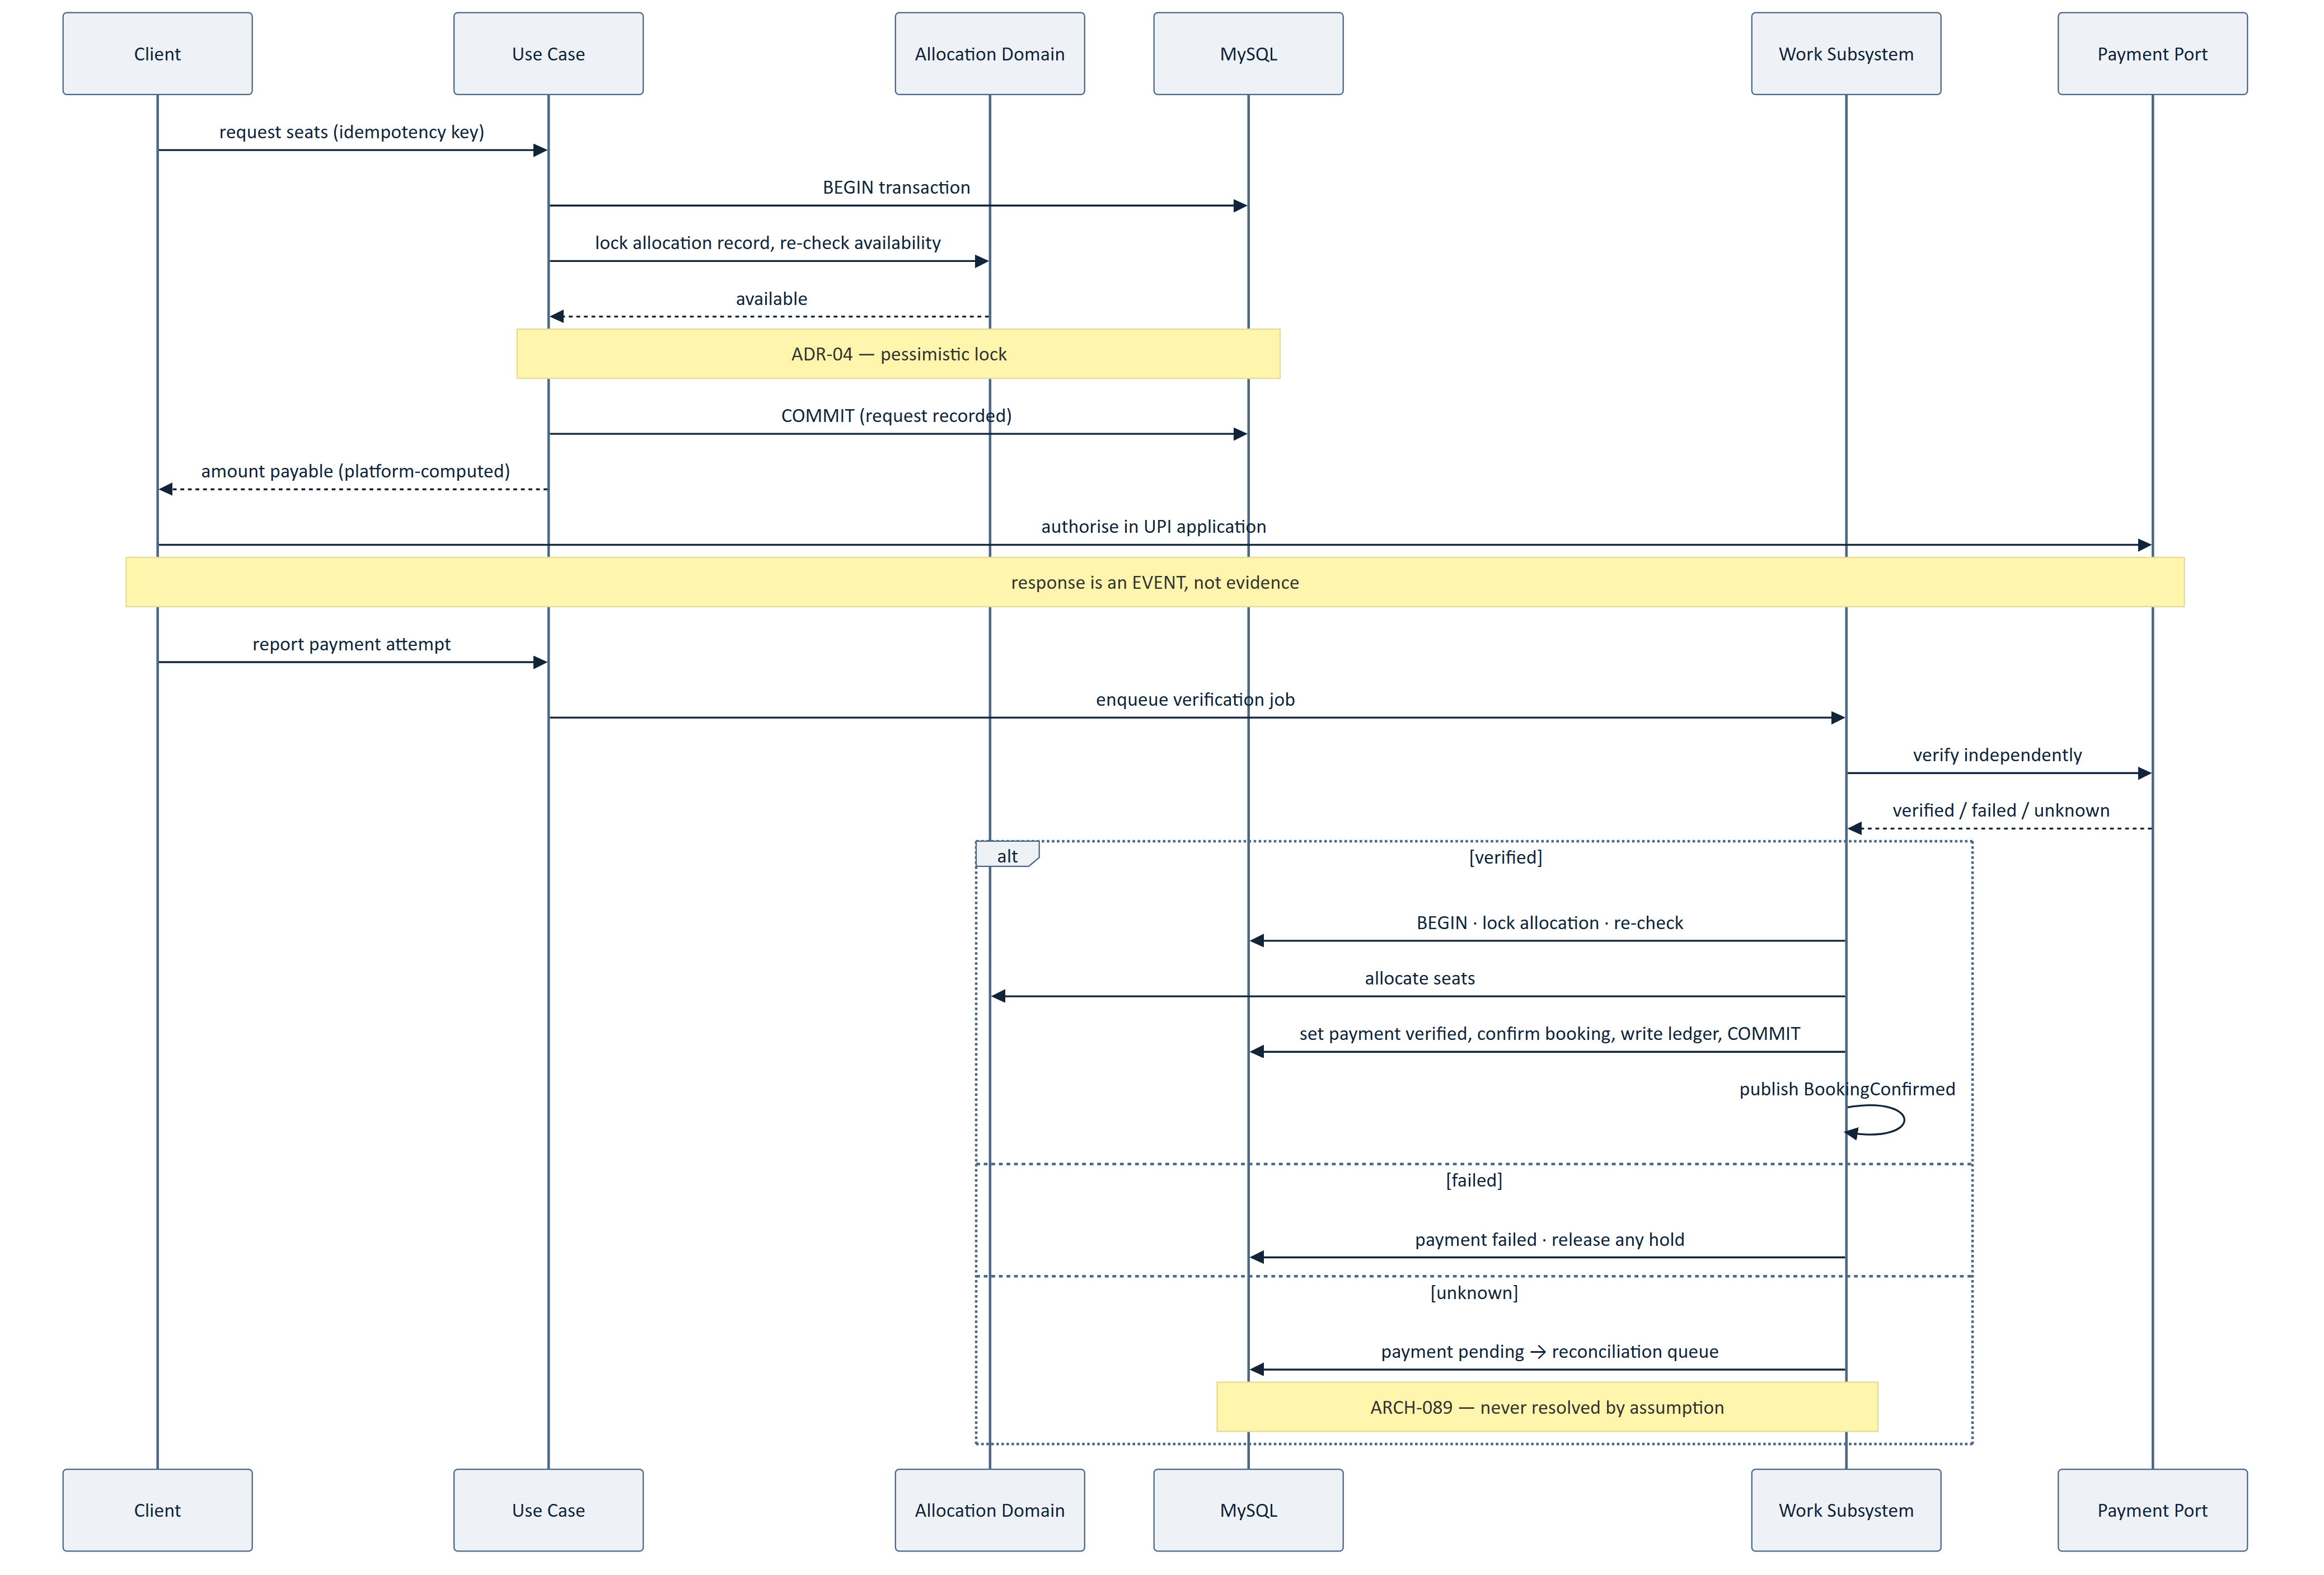 Client
Use Case
Allocation Domain
MySQL
Work Subsystem
Payment Port
request seats (idempotency key)
BEGIN transaction
lock allocation record, re-check availability
available
ADR-04 — pessimistic lock
COMMIT (request recorded)
amount payable (platform-computed)
authorise in UPI application
response is an EVENT, not evidence
report payment attempt
enqueue verification job
verify independently
verified / failed / unknown
alt
[verified]
BEGIN · lock allocation · re-check
allocate seats
set payment verified, confirm booking, write ledger, COMMIT
publish BookingConfirmed
[failed]
payment failed · release any hold
[unknown]
payment pending → reconciliation queue
ARCH-089 — never resolved by assumption
Client
Use Case
Allocation Domain
MySQL
Work Subsystem
Payment Port